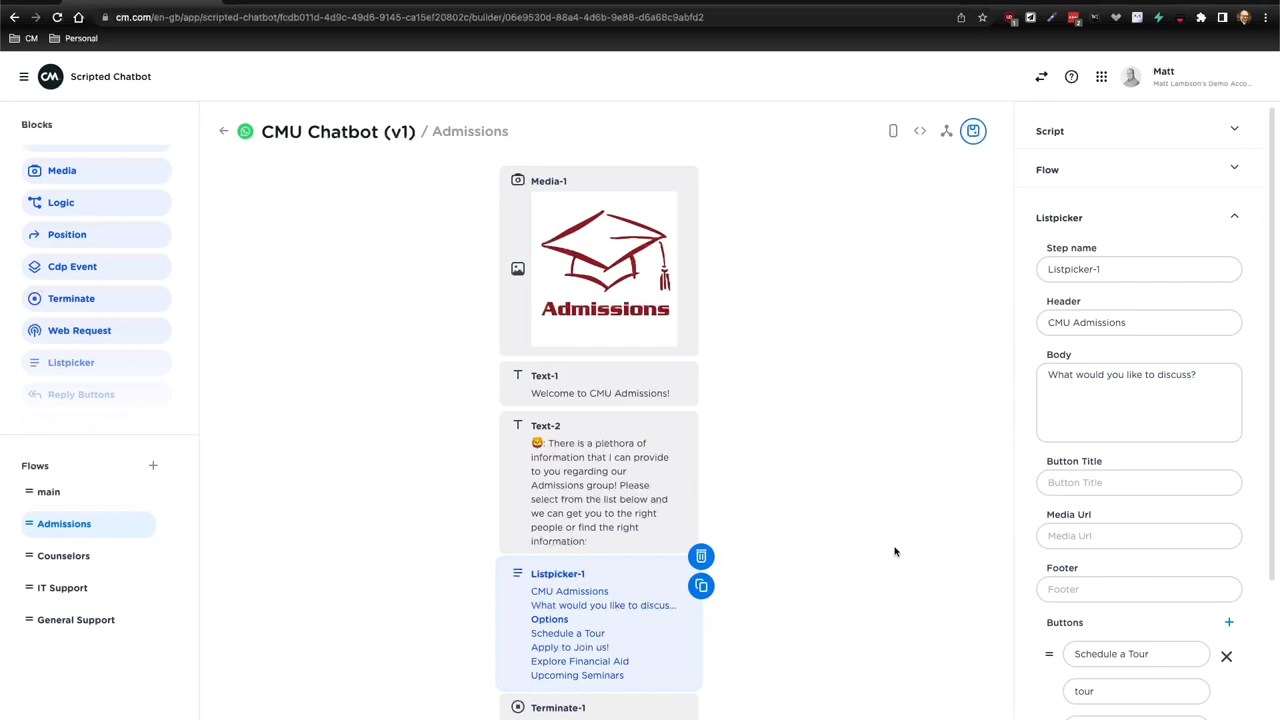 cm.com/en-gb/app/scripted-chatbot/fcdb011d-4d9c-49d6-9145-ca15ef20802c/builder/06e9530d-88a4-4d6b-9e88-d6a68c9abfd2
CM
Personal
CM
Scripted Chatbot
Matt
Matt Lambson's Demo Acco...
Blocks
Media
Logic
Position
Cdp Event
Terminate
Web Request
Listpicker
Reply Buttons
Flows
main
Admissions
Counselors
IT Support
General Support
CMU Chatbot (v1) / Admissions
Media-1
Admissions
Text-1
Welcome to CMU Admissions!
Text-2
🦁: There is a plethora of
information that I can provide
to you regarding our
Admissions group! Please
select from the list below and
we can get you to the right
people or find the right
information:
Listpicker-1
CMU Admissions
What would you like to discus...
Options
Schedule a Tour
Apply to Join us!
Explore Financial Aid
Upcoming Seminars
Terminate-1
Script
Flow
Listpicker
Step name
Listpicker-1
Header
CMU Admissions
Body
What would you like to discuss?
Button Title
Button Title
Media Url
Media Url
Footer
Footer
Buttons
Schedule a Tour
tour